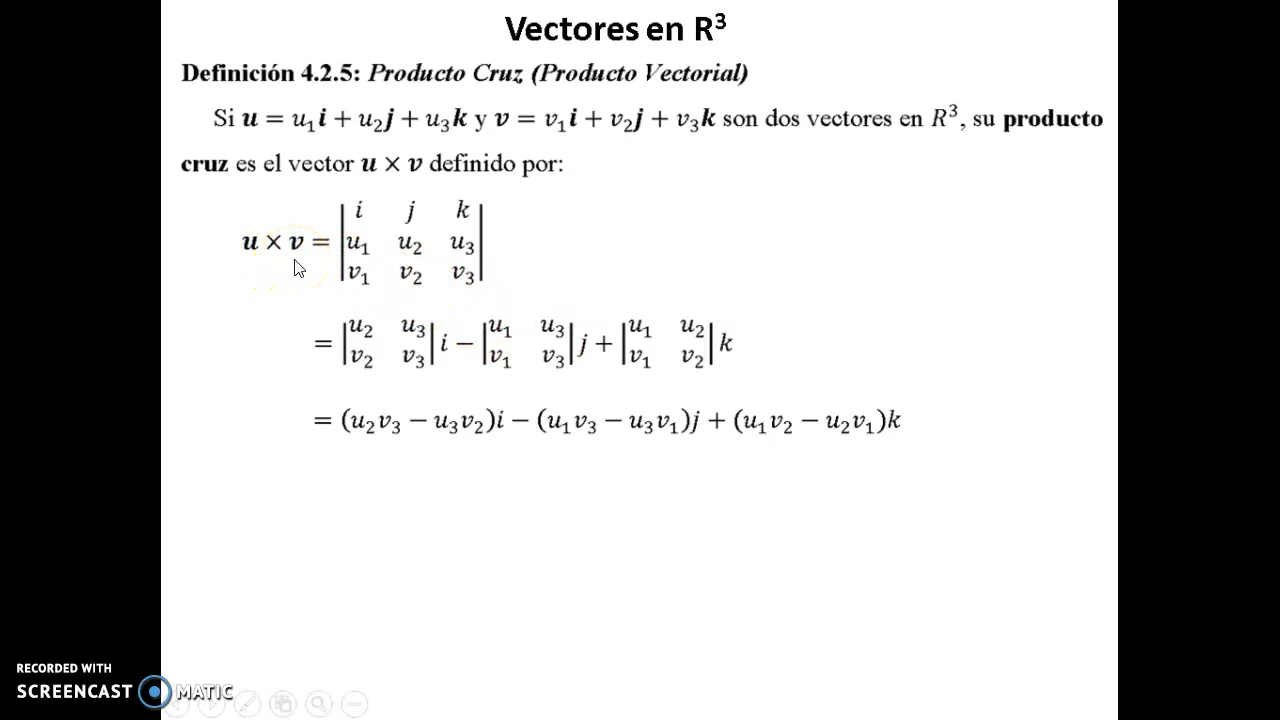 Vectores en R³
Definición 4.2.5: Producto Cruz (Producto Vectorial)
Si u = u₁i + u₂j + u₃k y v = v₁i + v₂j + v₃k son dos vectores en R³, su producto
cruz es el vector u × v definido por:
i j k
u × v = |u₁ u₂ u₃|
v₁ v₂ v₃
= |u₂ u₃| i − |u₁ u₃| j + |u₁ u₂| k
|v₂ v₃| |v₁ v₃| |v₁ v₂|
= (u₂v₃ − u₃v₂)i − (u₁v₃ − u₃v₁)j + (u₁v₂ − u₂v₁)k
RECORDED WITH
SCREENCAST MATIC